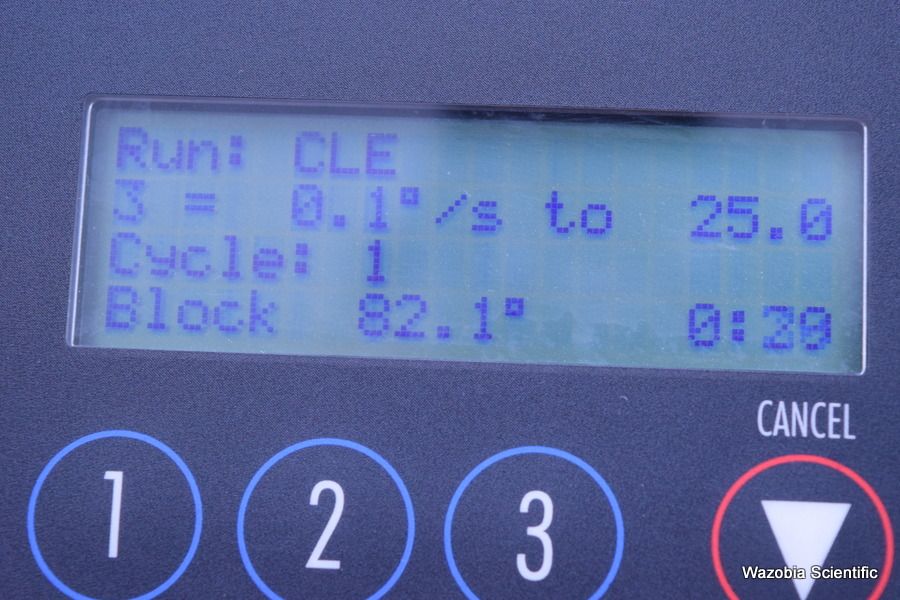 Run: CLE
3 = 0.1°/s to 25.0
Cycle: 1
Block 82.1° 0:
CANCEL
1 2 3
Wazobia Scientific